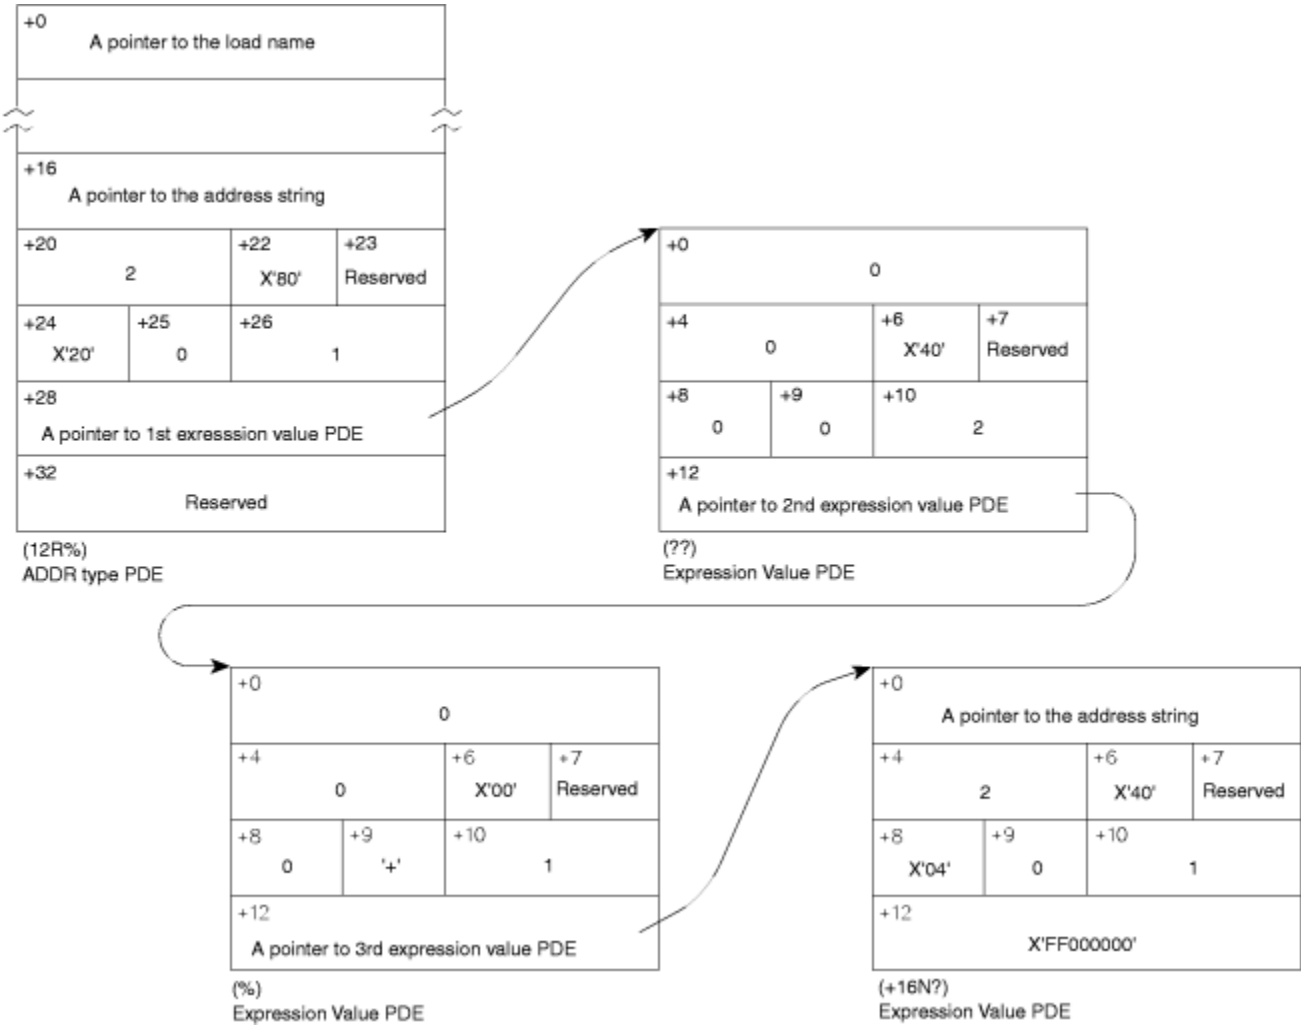 +0
A pointer to the load name
+16
A pointer to the address string
+20
2
+22
X'80'
+23
Reserved
+24
X'20'
+25
0
+26
1
+28
A pointer to 1st exresssion value PDE
+32
Reserved
(12R%)
ADDR type PDE
+0
0
+4
0
+6
X'40'
+7
Reserved
+8
0
+9
0
+10
2
+12
A pointer to 2nd expression value PDE
(??)
Expression Value PDE
+0
0
+4
0
+6
X'00'
+7
Reserved
+8
0
+9
'+'
+10
1
+12
A pointer to 3rd expression value PDE
(%)
Expression Value PDE
+0
A pointer to the address string
+4
2
+6
X'40'
+7
Reserved
+8
X'04'
+9
0
+10
1
+12
X'FF000000'
(+16N?)
Expression Value PDE